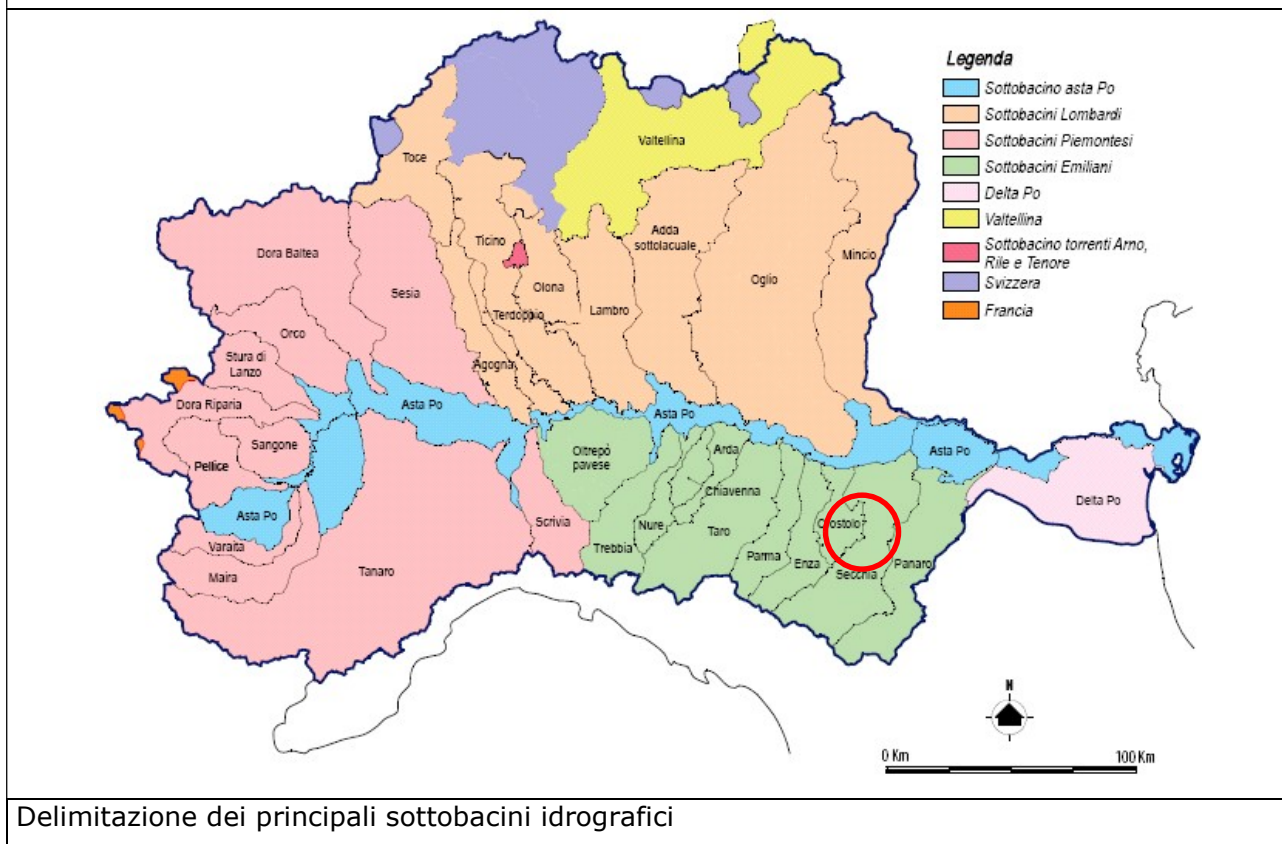 Legenda
Sottobacino asta Po
Sottobacini Lombardi
Sottobacini Piemontesi
Sottobacini Emiliani
Delta Po
Valtellina
Sottobacino torrenti Arno,
Rile e Tenore
Svizzera
Francia
Valtellina
Toce
Ticino
Adda
sottolacuale
Dora Baltea
Mincio
Sesia
Oglio
Olona
Lambro
Terdoppio
Orco
Stura di
Lanzo
Agogna
Dora Riparia
Asta Po
Asta Po
Sangone
Oltrepò
pavese
Arda
Asta Po
Pellice
Chiavenna
Delta Po
Asta Po
Scrivia
Nure
Taro
Crostolo
Varaita
Trebbia
Parma
Enza
Panaro
Maira
Tanaro
Secchia
N
0 Km
100 Km
Delimitazione dei principali sottobacini idrografici